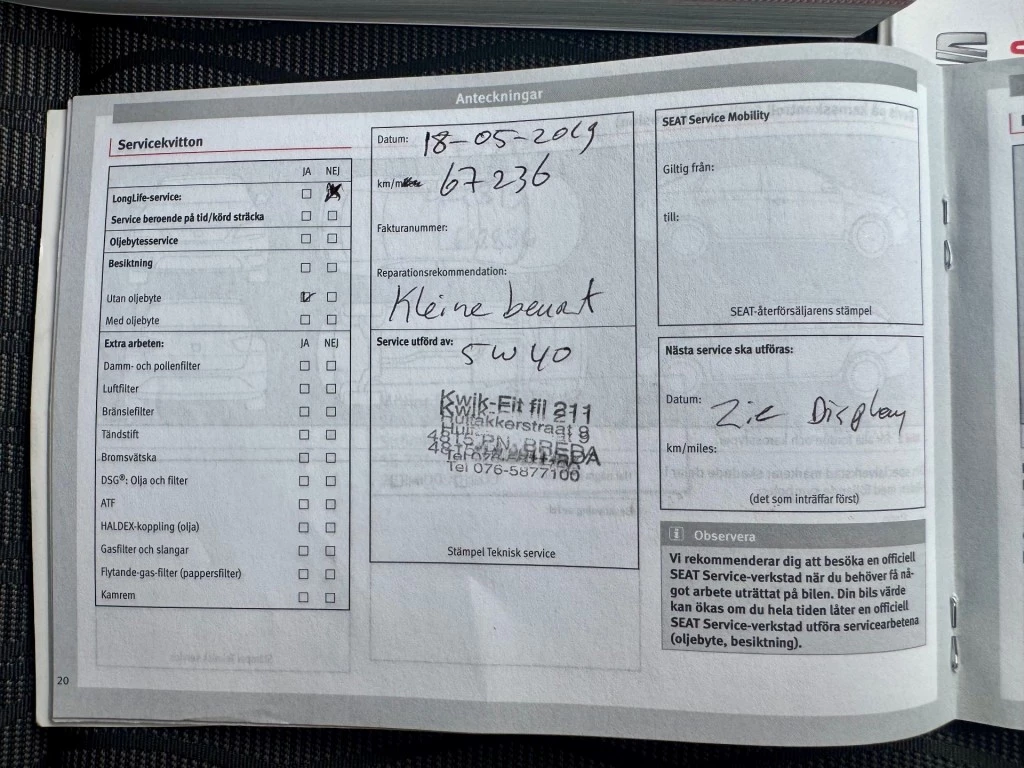 Anteckningar
Servicekvitton
JA NEJ
LongLife-service:
Service beroende på tid/körd sträcka
Oljebytesservice
Besiktning
Utan oljebyte
Med oljebyte
Extra arbeten: JA NEJ
Damm- och pollenfilter
Luftfilter
Bränslefilter
Tändstift
Bromsvätska
DSG®: Olja och filter
ATF
HALDEX-koppling (olja)
Gasfilter och slangar
Flytande-gas-filter (pappersfilter)
Kamrem
20
Datum: 18-05-2019
km/miles 67236
Fakturanummer:
Reparationsrekommendation:
Kleine beurt
Service utförd av:
5W40
Kwik-Fit fil 211
4815 PN BREDA
Tel 076-5877100
Stämpel Teknisk service
SEAT Service Mobility
Giltig från:
till:
SEAT-återförsäljarens stämpel
Nästa service ska utföras:
Datum: Zie Display
km/miles:
(det som inträffar först)
i Observera
Vi rekommenderar dig att besöka en officiell
SEAT Service-verkstad när du behöver få nå-
got arbete uträttat på bilen. Din bils värde
kan ökas om du hela tiden låter en officiell
SEAT Service-verkstad utföra servicearbetena
(oljebyte, besiktning).